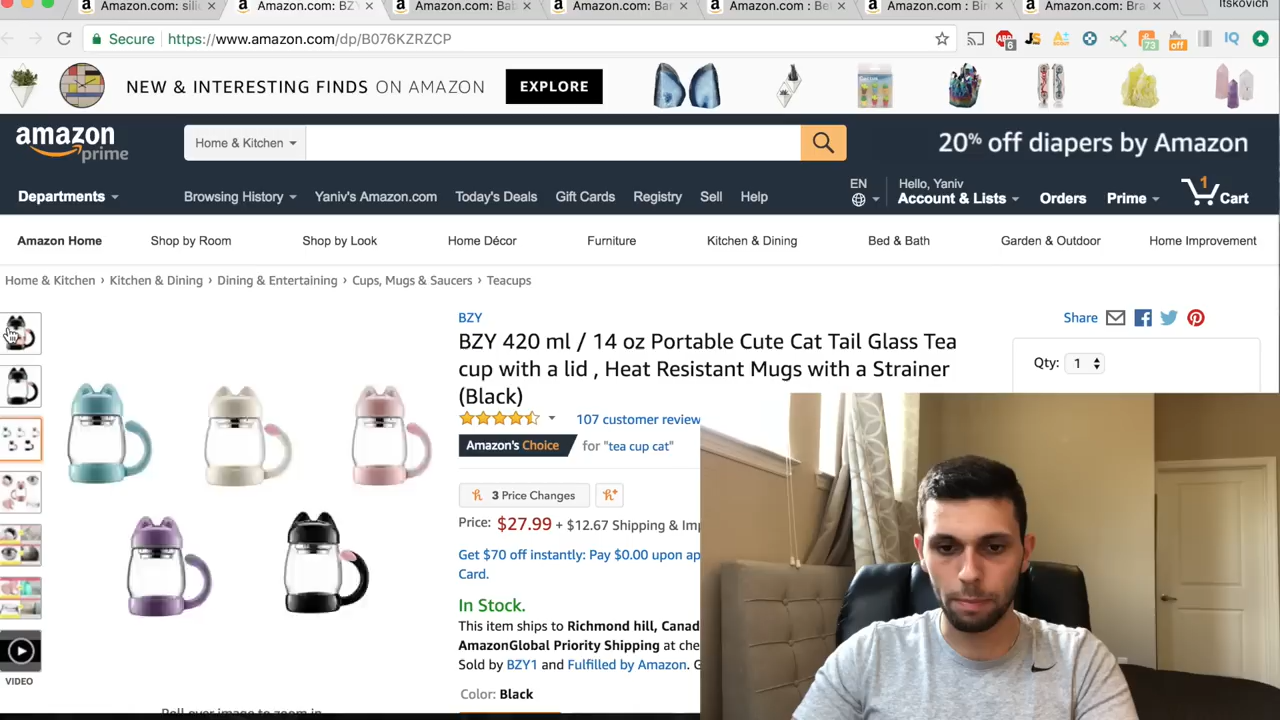 Itskovich
Amazon.com: sili
Amazon.com: BZY
Amazon.com: Bab
Amazon.com: Bar
Amazon.com : Be
Amazon.com : Bin
Amazon.com: Bra
Secure
https://www.amazon.com/dp/B076KZRZCP
6
JS
73
off
IQ
NEW & INTERESTING FINDS ON AMAZON
EXPLORE
amazon
prime
Home & Kitchen
20% off diapers by Amazon
Departments
Browsing History
Yaniv's Amazon.com
Today's Deals
Gift Cards
Registry
Sell
Help
EN
Hello, Yaniv
Account & Lists
Orders
Prime
1
Cart
Amazon Home
Shop by Room
Shop by Look
Home Décor
Furniture
Kitchen & Dining
Bed & Bath
Garden & Outdoor
Home Improvement
Home & Kitchen › Kitchen & Dining › Dining & Entertaining › Cups, Mugs & Saucers › Teacups
VIDEO
BZY
BZY 420 ml / 14 oz Portable Cute Cat Tail Glass Tea
cup with a lid , Heat Resistant Mugs with a Strainer
(Black)
107 customer review
Amazon's Choice for "tea cup cat"
3 Price Changes
Price: $27.99 + $12.67 Shipping & Imp
Get $70 off instantly: Pay $0.00 upon ap
Card.
In Stock.
This item ships to Richmond hill, Canad
AmazonGlobal Priority Shipping at che
Sold by BZY1 and Fulfilled by Amazon. G
Color: Black
Share
Qty: 1